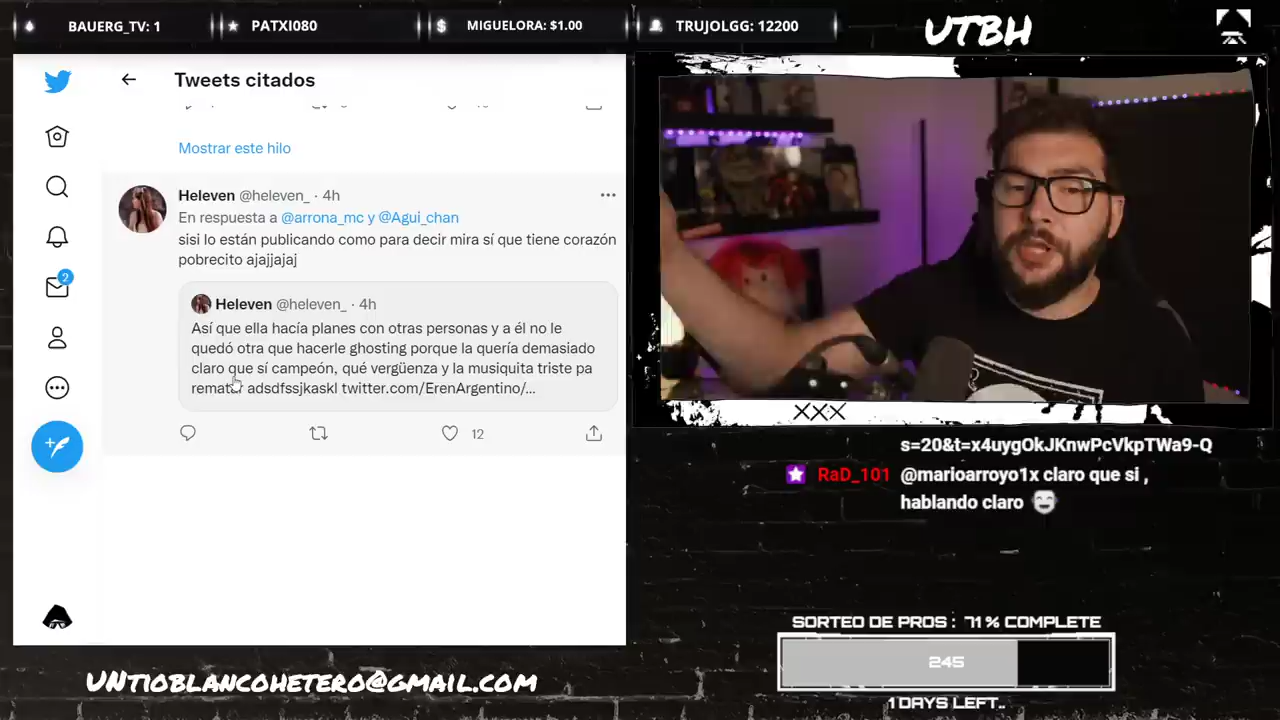 BAUERG_TV: 1
PATXI080
MIGUELORA: $1.00
TRUJOLGG: 12200
UTBH
Tweets citados
Mostrar este hilo
Heleven @heleven_ · 4h
En respuesta a @arrona_mc y @Agui_chan
sisi lo están publicando como para decir mira sí que tiene corazón
pobrecito ajajjajaj
Heleven @heleven_ · 4h
Así que ella hacía planes con otras personas y a él no le
quedó otra que hacerle ghosting porque la quería demasiado
claro que sí campeón, qué vergüenza y la musiquita triste pa
remata adsdfssjkaskl twitter.com/ErenArgentino/...
12
2
XXX
s=20&t=x4uygOkJKnwPcVkpTWa9-Q
RaD_101 @marioarroyo1x claro que si ,
hablando claro
SORTEO DE PROS : 71 % COMPLETE
245
1 DAYS LEFT..
UNTIOBLANCOHETERO@GMAIL.COM